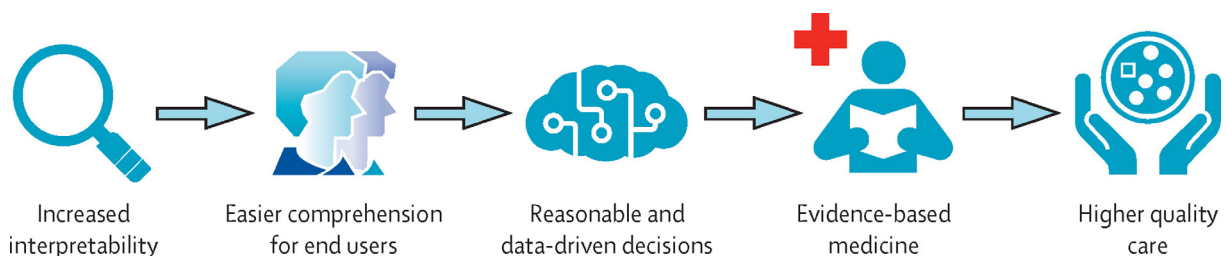 Increased
interpretability
Easier comprehension
for end users
Reasonable and
data-driven decisions
Evidence-based
medicine
Higher quality
care